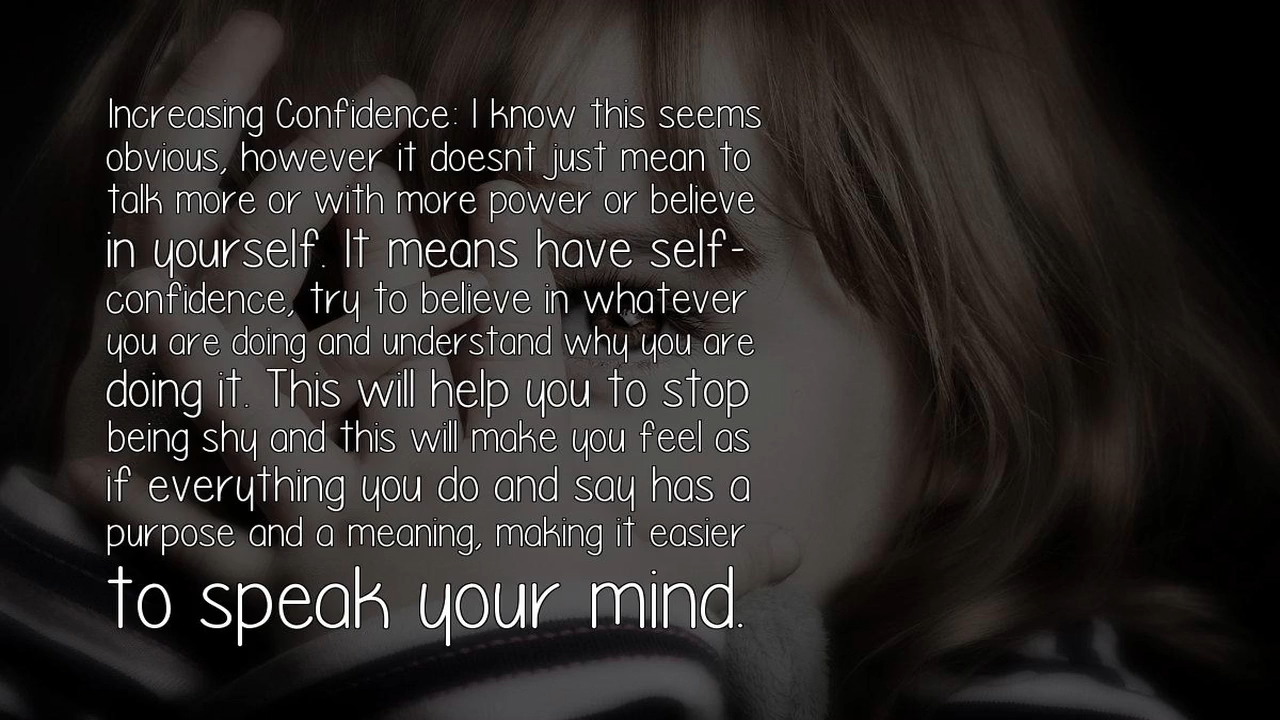 Increasing Confidence: I know this seems
obvious, however it doesnt just mean to
talk more or with more power or believe
in yourself. It means have self-
confidence, try to believe in whatever
you are doing and understand why you are
doing it. This will help you to stop
being shy and this will make you feel as
if everything you do and say has a
purpose and a meaning, making it easier
to speak your mind.